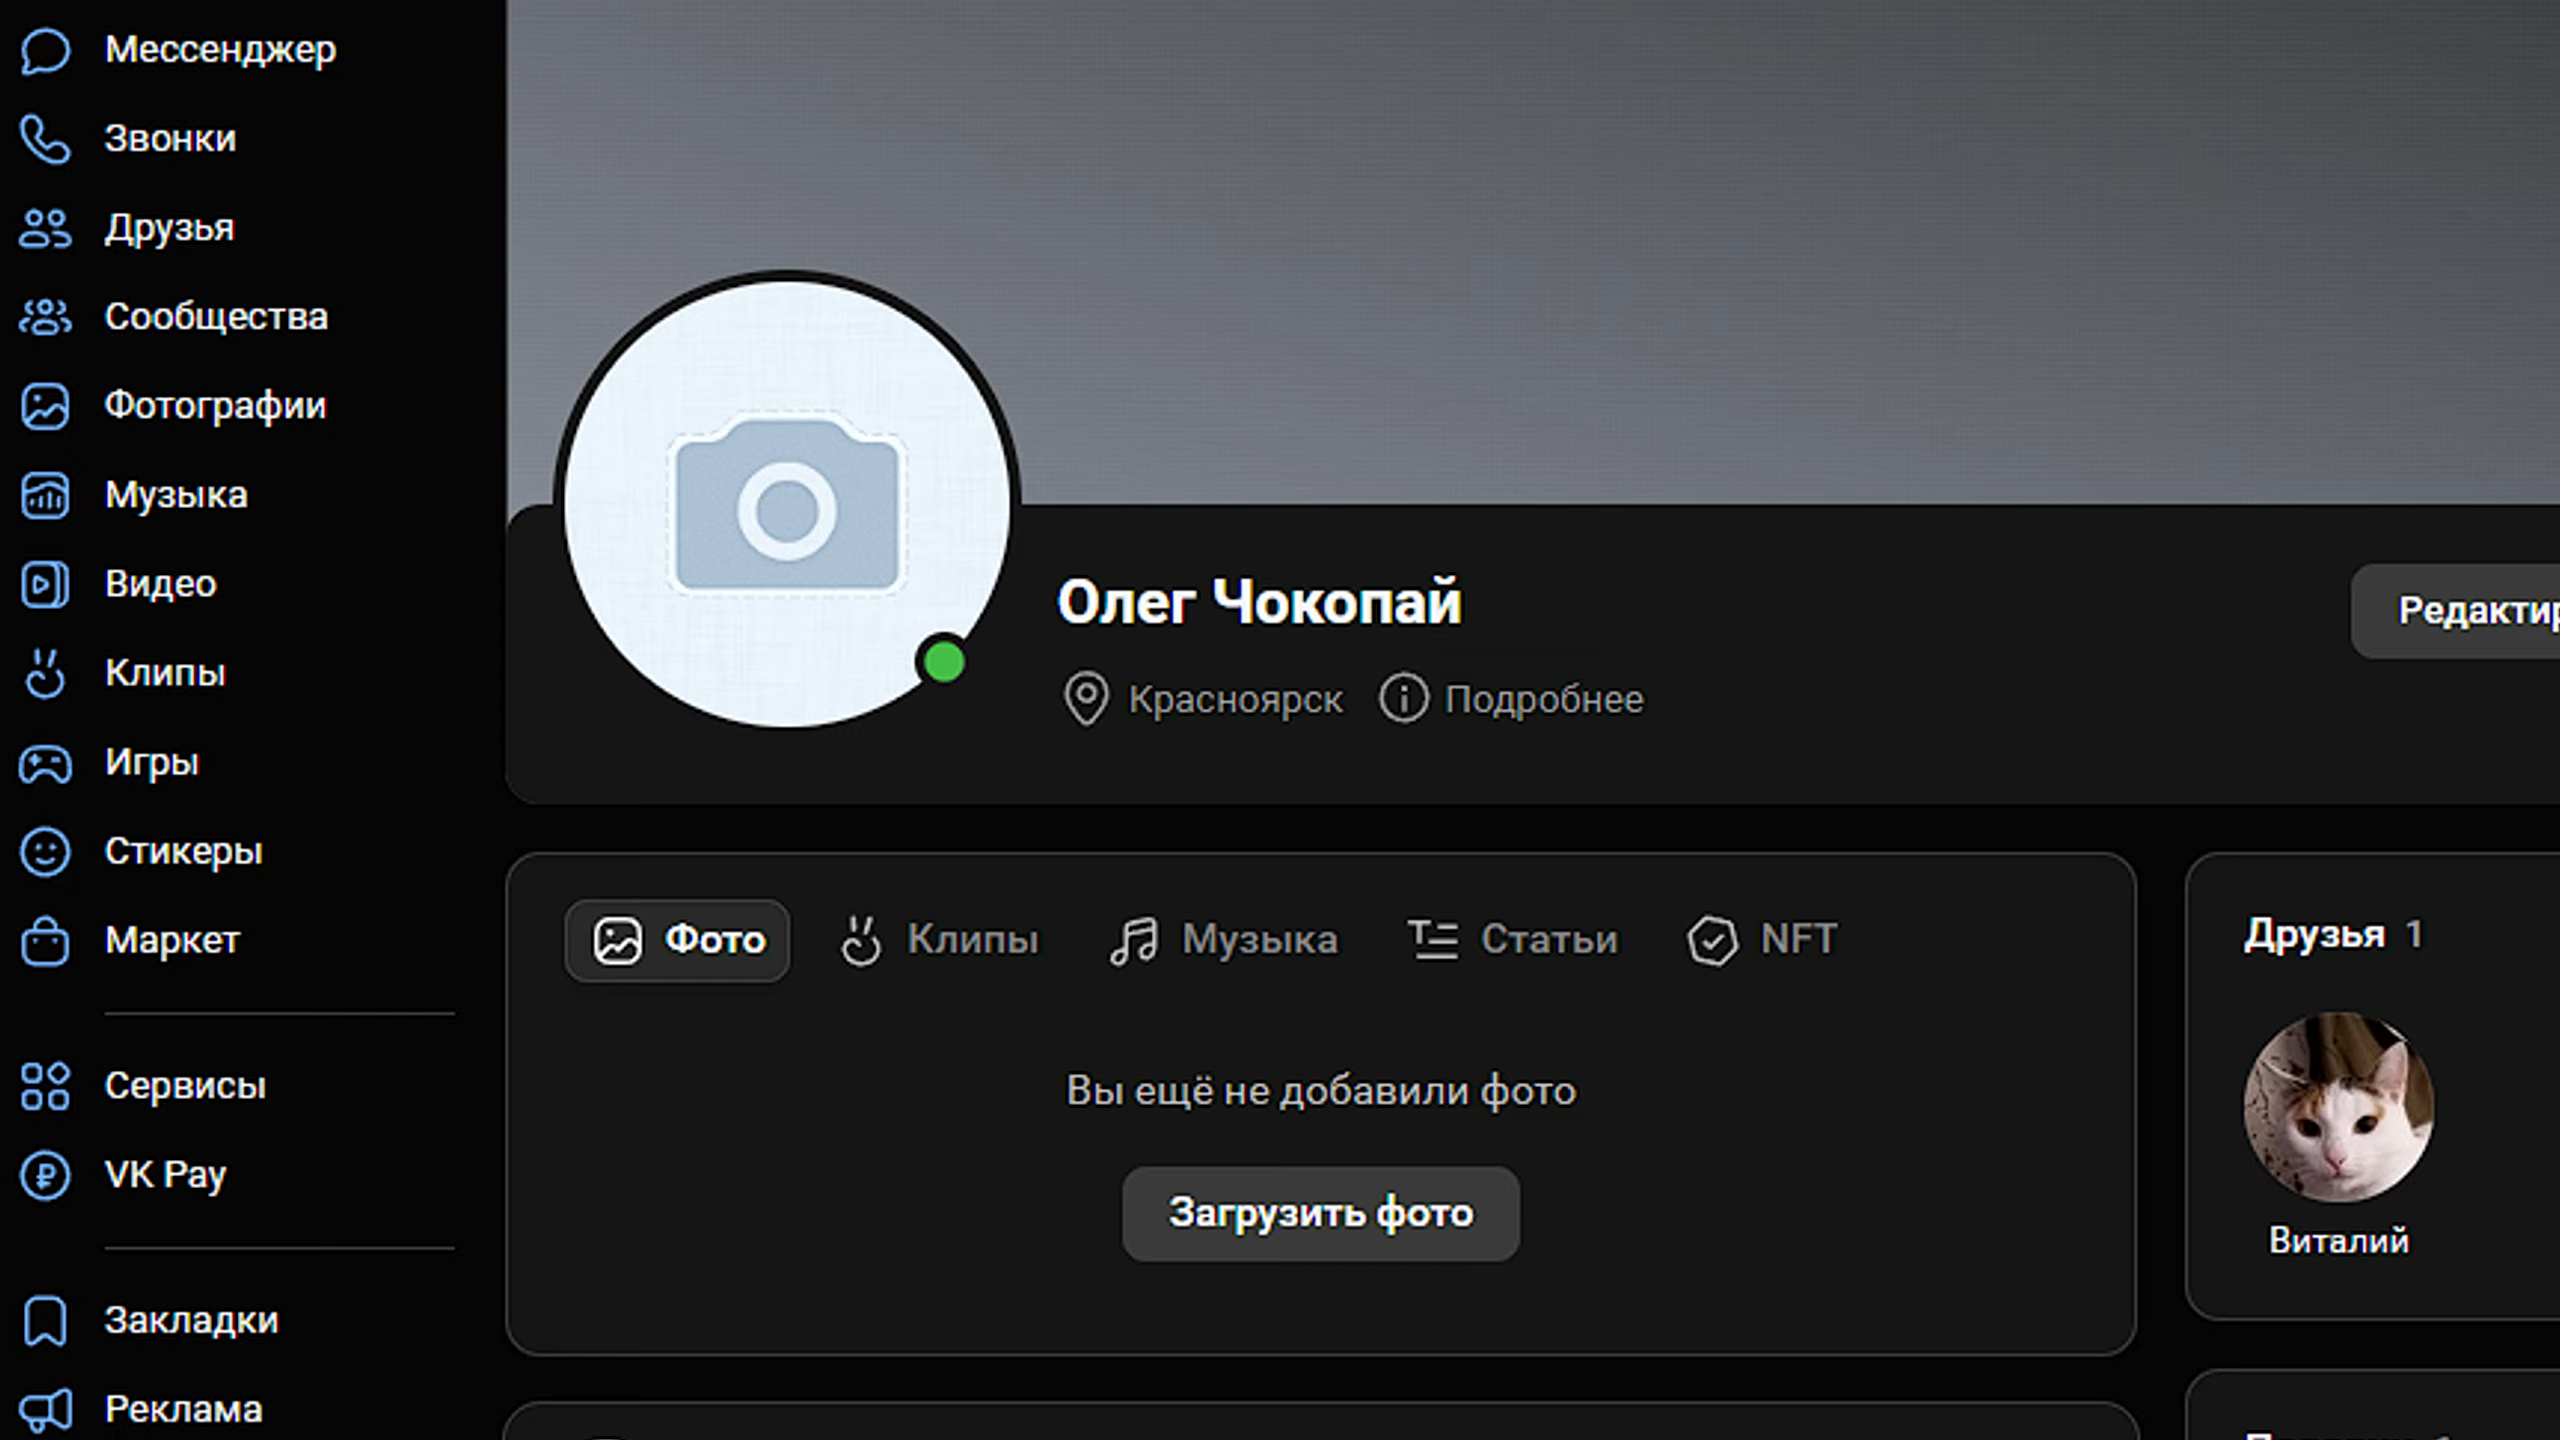 Мессенджер
Звонки
Друзья
Сообщества
Фотографии
Музыка
Видео
Клипы
Игры
Стикеры
Маркет
Сервисы
VK Pay
Закладки
Реклама
Олег Чокопай
Красноярск Подробнее
Редактир
Фото Клипы Музыка Статьи NFT
Вы ещё не добавили фото
Загрузить фото
Друзья 1
Виталий